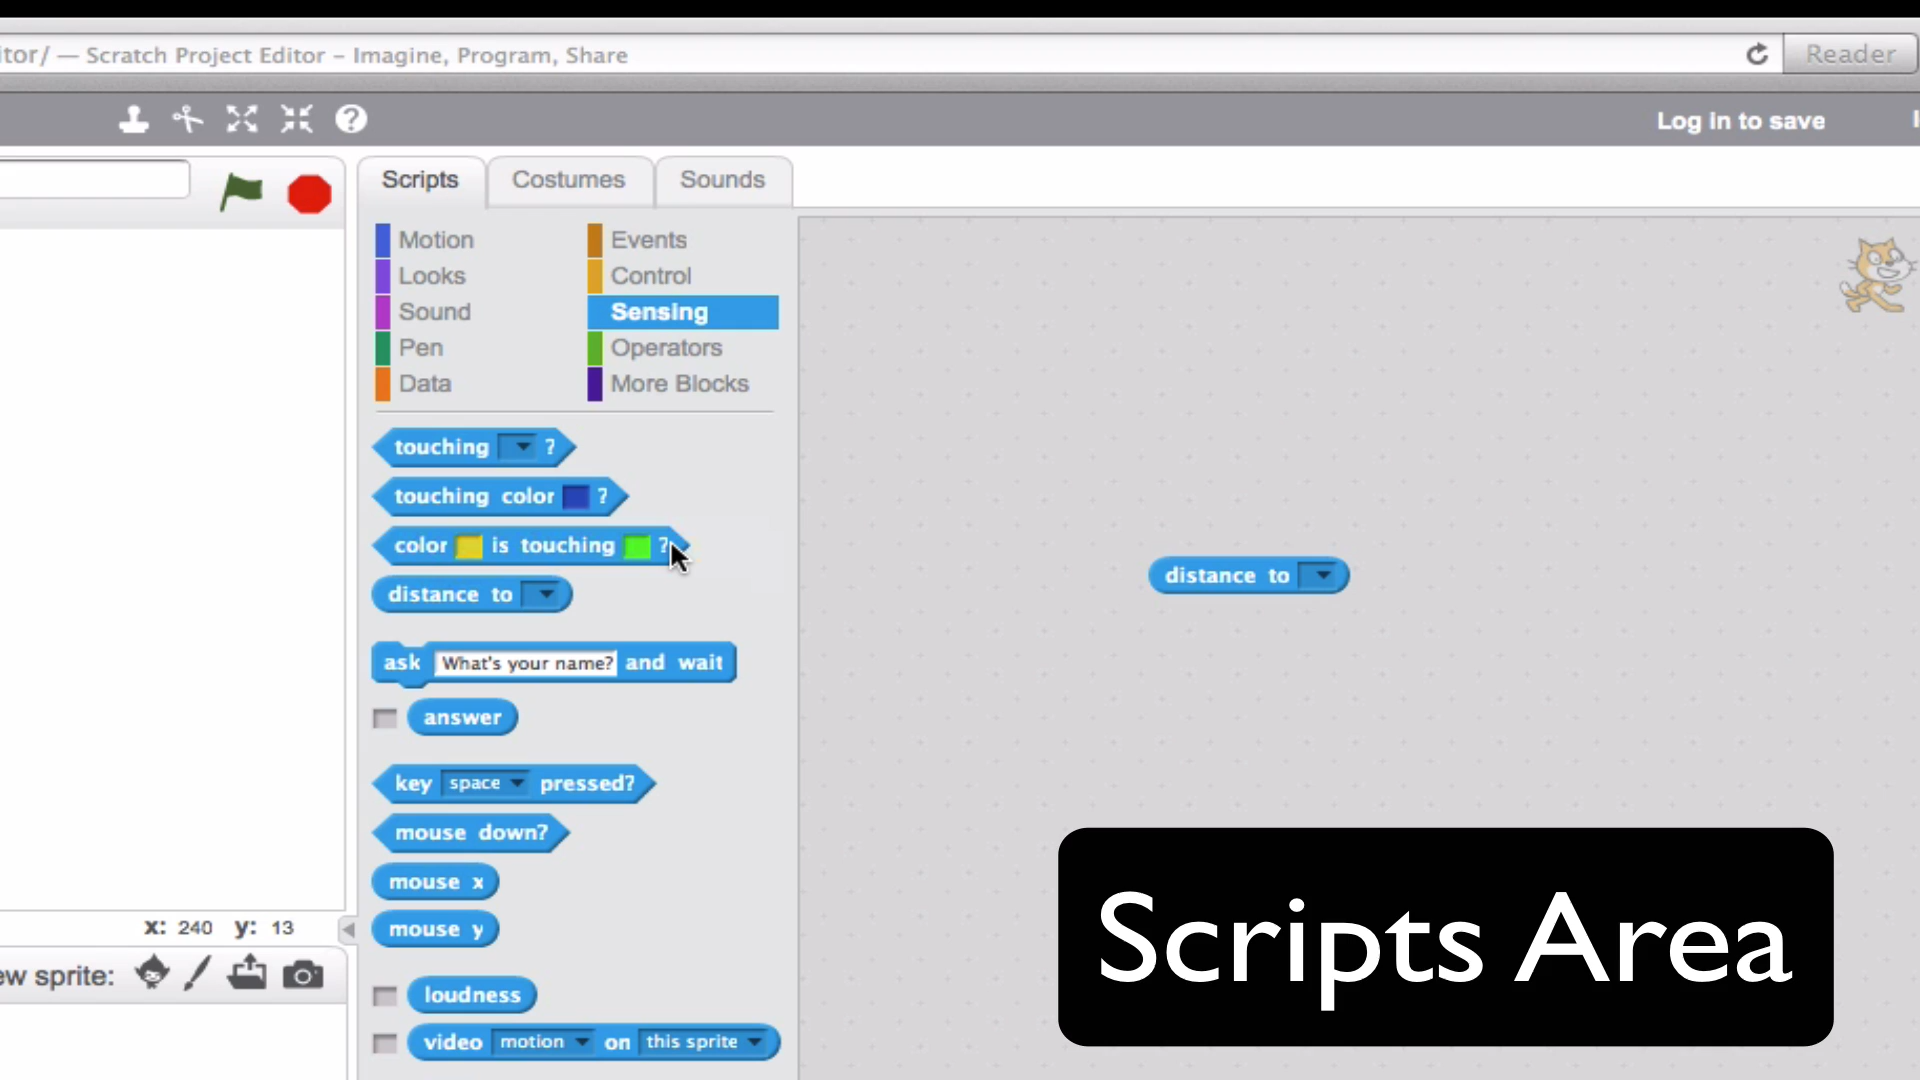 itor/ — Scratch Project Editor – Imagine, Program, Share
Reader
Log in to save
Scripts
Costumes
Sounds
Motion
Events
Looks
Control
Sound
Sensing
Pen
Operators
Data
More Blocks
touching ?
touching color ?
color is touching ?
distance to
ask What's your name? and wait
answer
key space pressed?
mouse down?
mouse x
mouse y
loudness
video motion on this sprite
distance to
x: 240 y: 13
ew sprite:
Scripts Area